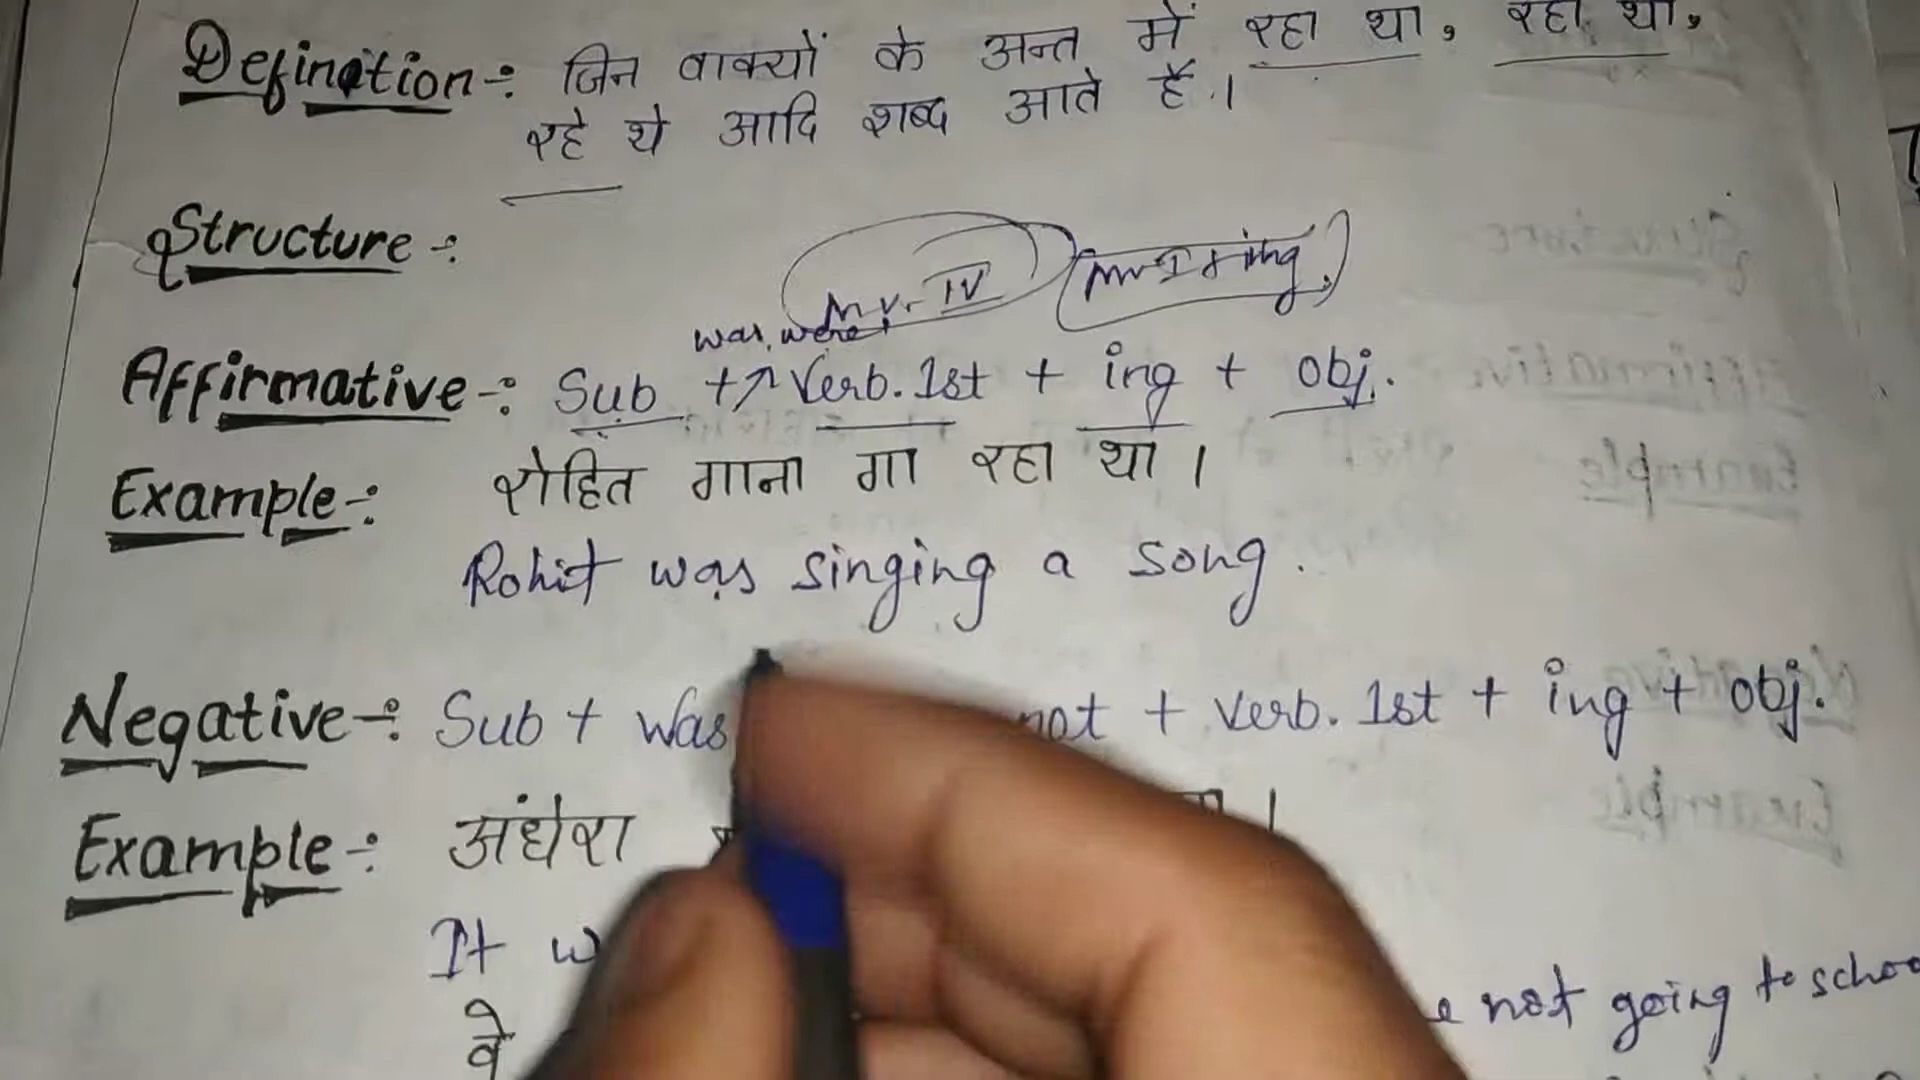 Definition -: जिन वाक्यों के अन्त में रहा था, रहा था,
रहे थे आदि शब्द आते हैं।
Structure -:
M.V. IV MV I + ing
was, were
Affirmative -: Sub + Verb. 1st + ing + obj.
Example -: रोहित गाना गा रहा था।
Rohit was singing a song.
Negative -: Sub + was not + verb. 1st + ing + obj.
Example -: अंधेरा
It
वे not going to